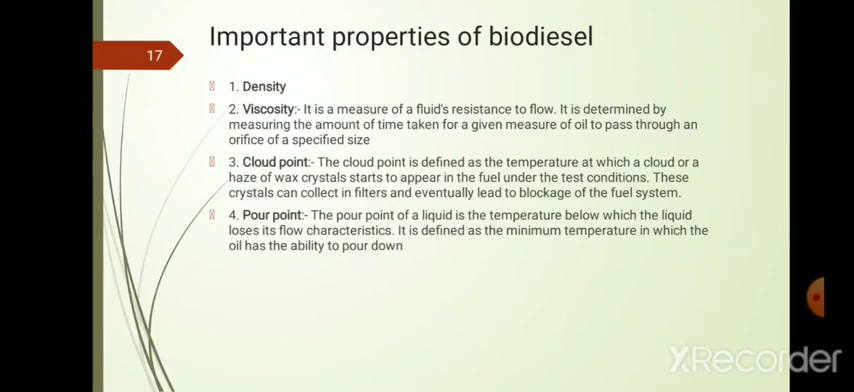 Important properties of biodiesel
17
1. Density
2. Viscosity:- It is a measure of a fluid's resistance to flow. It is determined by
measuring the amount of time taken for a given measure of oil to pass through an
orifice of a specified size
3. Cloud point:- The cloud point is defined as the temperature at which a cloud or a
haze of wax crystals starts to appear in the fuel under the test conditions. These
crystals can collect in filters and eventually lead to blockage of the fuel system.
4. Pour point:- The pour point of a liquid is the temperature below which the liquid
loses its flow characteristics. It is defined as the minimum temperature in which the
oil has the ability to pour down
XRecorder